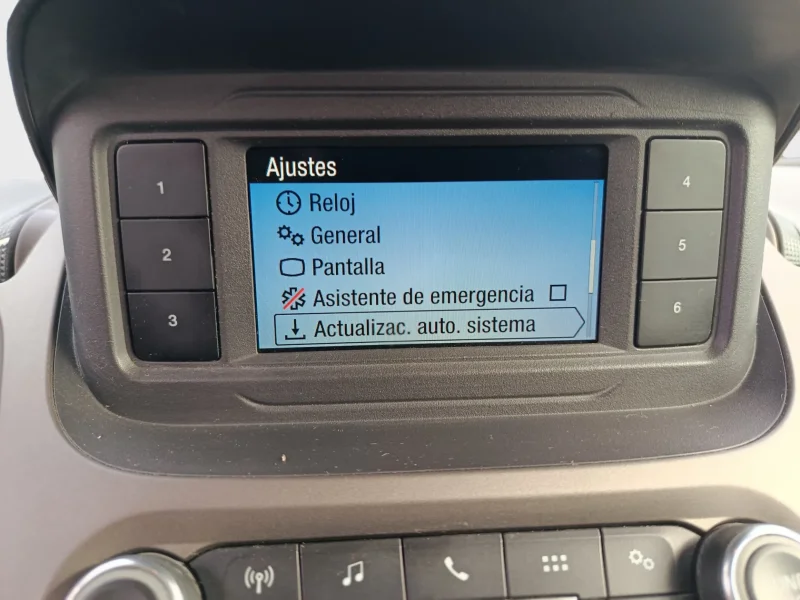 Ajustes
1
2
3
Reloj
General
Pantalla
Asistente de emergencia
Actualizac. auto. sistema
4
5
6